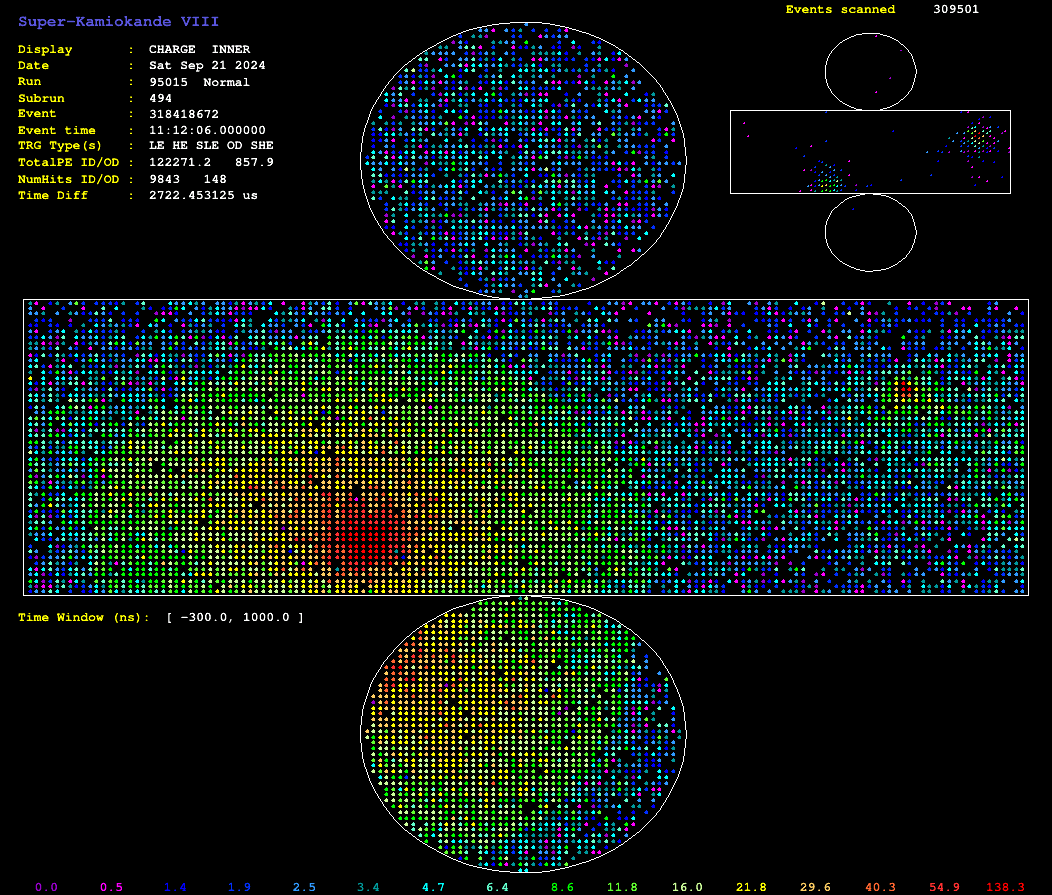 Super-Kamiokande VIII
Display : CHARGE INNER
Date : Sat Sep 21 2024
Run : 95015 Normal
Subrun : 494
Event : 318418672
Event time : 11:12:06.000000
TRG Type(s) : LE HE SLE OD SHE
TotalPE ID/OD : 122271.2 857.9
NumHits ID/OD : 9843 148
Time Diff : 2722.453125 us
Events scanned 309501
Time Window (ns): [ -300.0, 1000.0 ]
0.0 0.5 1.4 1.9 2.5 3.4 4.7 6.4 8.6 11.8 16.0 21.8 29.6 40.3 54.9 138.3